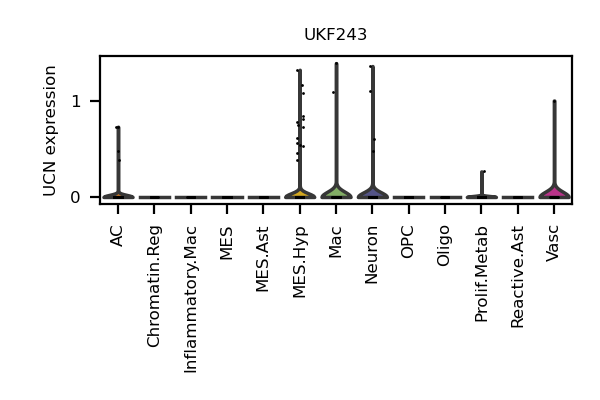 UKF243
UCN expression
1
0
AC
Chromatin.Reg
Inflammatory.Mac
MES
MES.Ast
MES.Hyp
Mac
Neuron
OPC
Oligo
Prolif.Metab
Reactive.Ast
Vasc